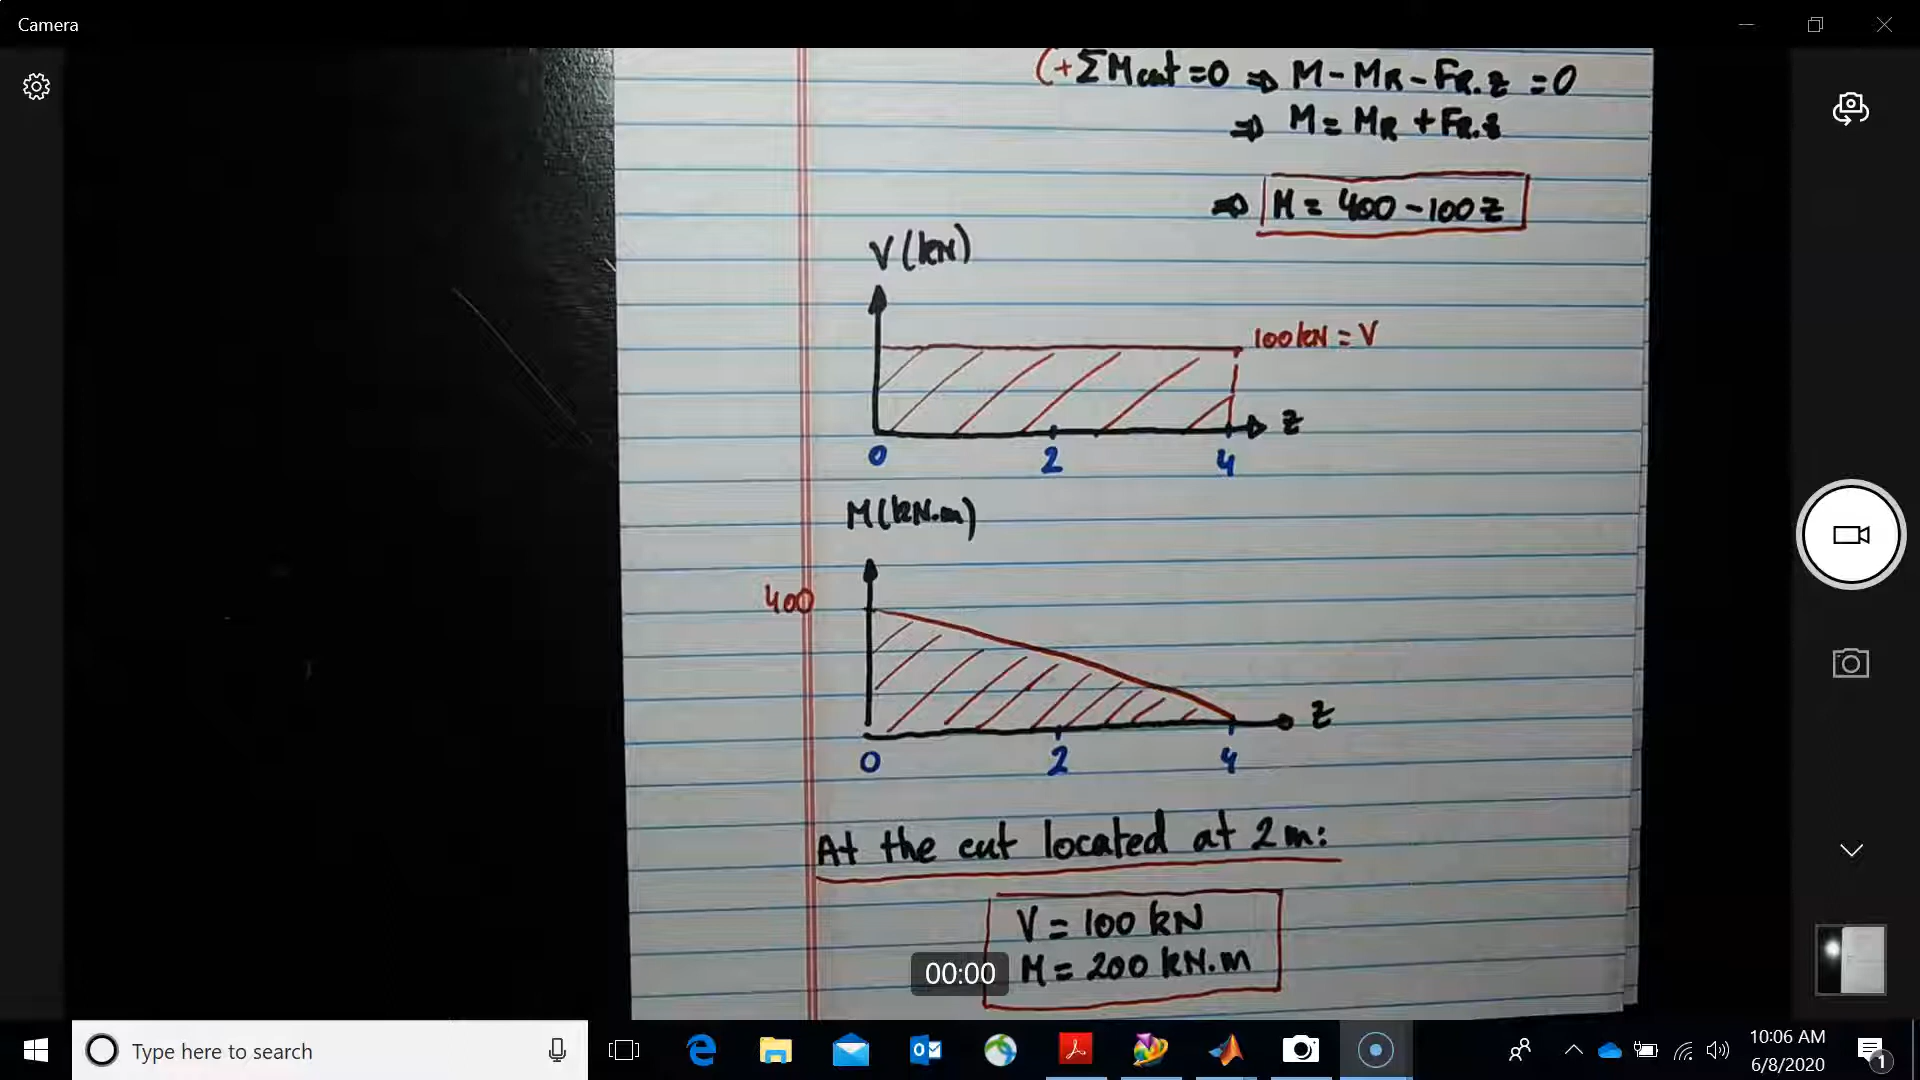 Camera
(+ΣMcut=0 ⇒ M-MR-FR.z =0
⇒ M = MR +FR.z
⇒ M = 400 -100z
V(kN)
100kN = V
z
0 2 4
M(kN.m)
400
z
0 2 4
At the cut located at 2m:
V = 100 kN
M = 200 kN.m
00:00
Type here to search
10:06 AM
6/8/2020
1